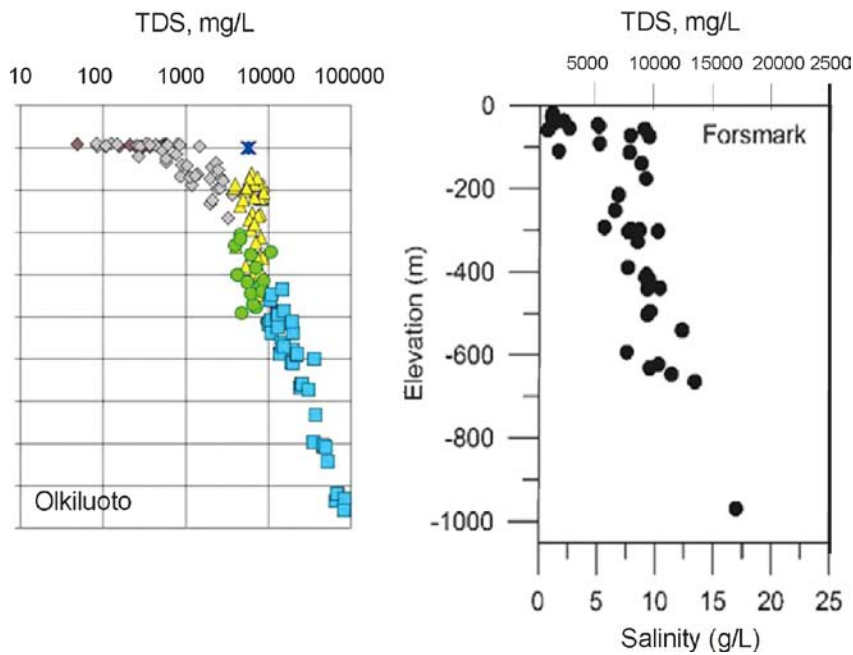 TDS, mg/L
10 100 1000 10000 100000
Olkiluoto
TDS, mg/L
5000 10000 15000 20000 2500
0
Forsmark
-200
-400
-600
-800
-1000
Elevation (m)
0 5 10 15 20 25
Salinity (g/L)